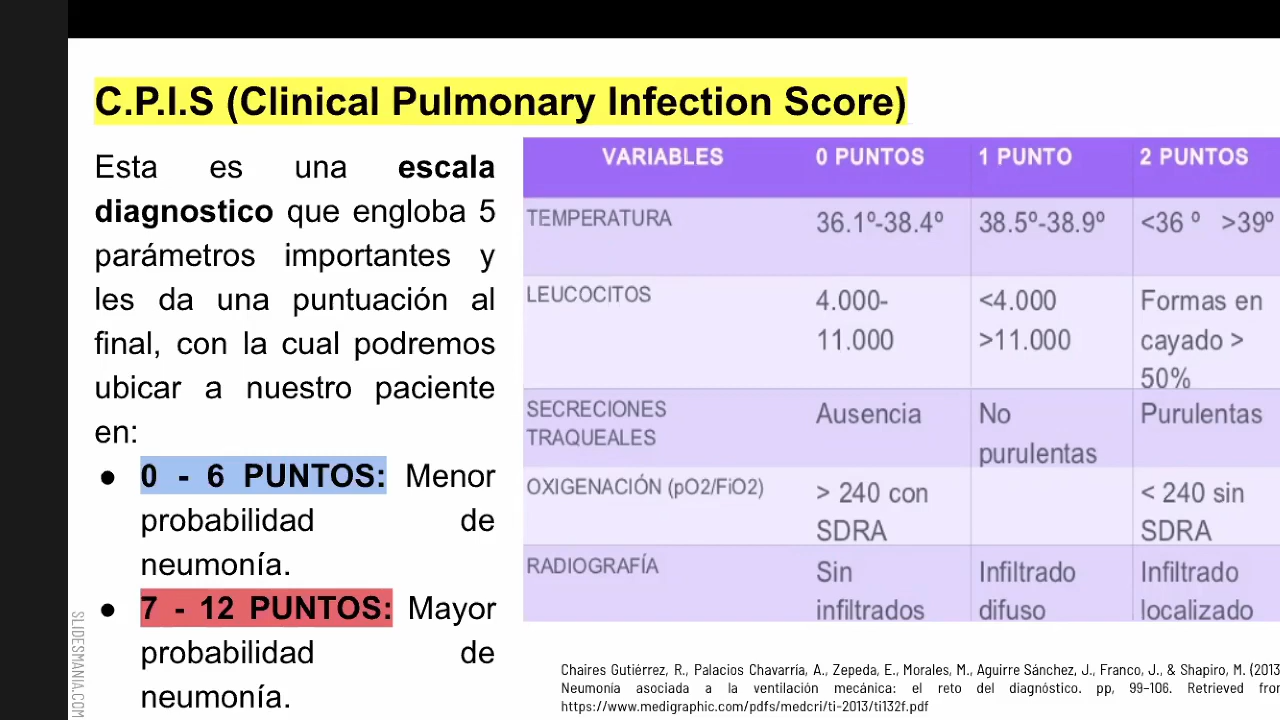 C.P.I.S (Clinical Pulmonary Infection Score)
Esta es una escala
diagnostico que engloba 5
parámetros importantes y
les da una puntuación al
final, con la cual podremos
ubicar a nuestro paciente
en:
● 0 - 6 PUNTOS: Menor
probabilidad de
neumonía.
● 7 - 12 PUNTOS: Mayor
probabilidad de
neumonía.
VARIABLES 0 PUNTOS 1 PUNTO 2 PUNTOS
TEMPERATURA 36.1º-38.4º 38.5º-38.9º <36 º >39º
LEUCOCITOS 4.000- <4.000 Formas en
11.000 >11.000 cayado >
50%
SECRECIONES Ausencia No Purulentas
TRAQUEALES purulentas
OXIGENACIÓN (pO2/FiO2) > 240 con < 240 sin
SDRA SDRA
RADIOGRAFÍA Sin Infiltrado Infiltrado
infiltrados difuso localizado
Chaires Gutiérrez, R., Palacios Chavarría, A., Zepeda, E., Morales, M., Aguirre Sánchez, J., Franco, J., & Shapiro, M. (2013
Neumonía asociada a la ventilación mecánica: el reto del diagnóstico. pp, 99–106. Retrieved from
https://www.medigraphic.com/pdfs/medcri/ti-2013/ti132f.pdf
SLIDESMANIA.COM